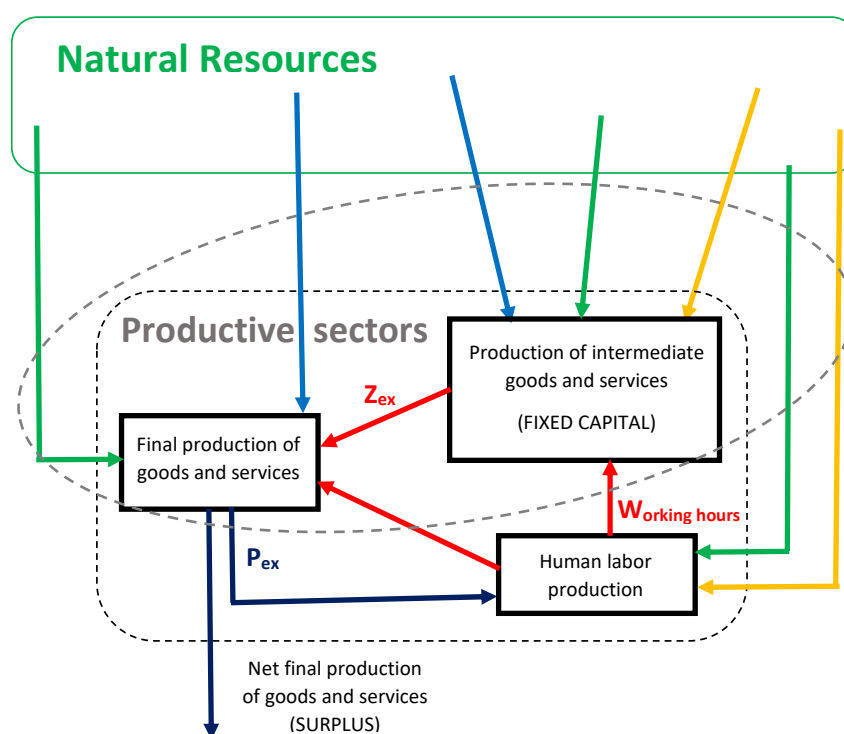 Natural Resources
Productive sectors
Production of intermediate
goods and services
(FIXED CAPITAL)
Zex
Final production of
goods and services
Working hours
Pex
Human labor
production
Net final production
of goods and services
(SURPLUS)